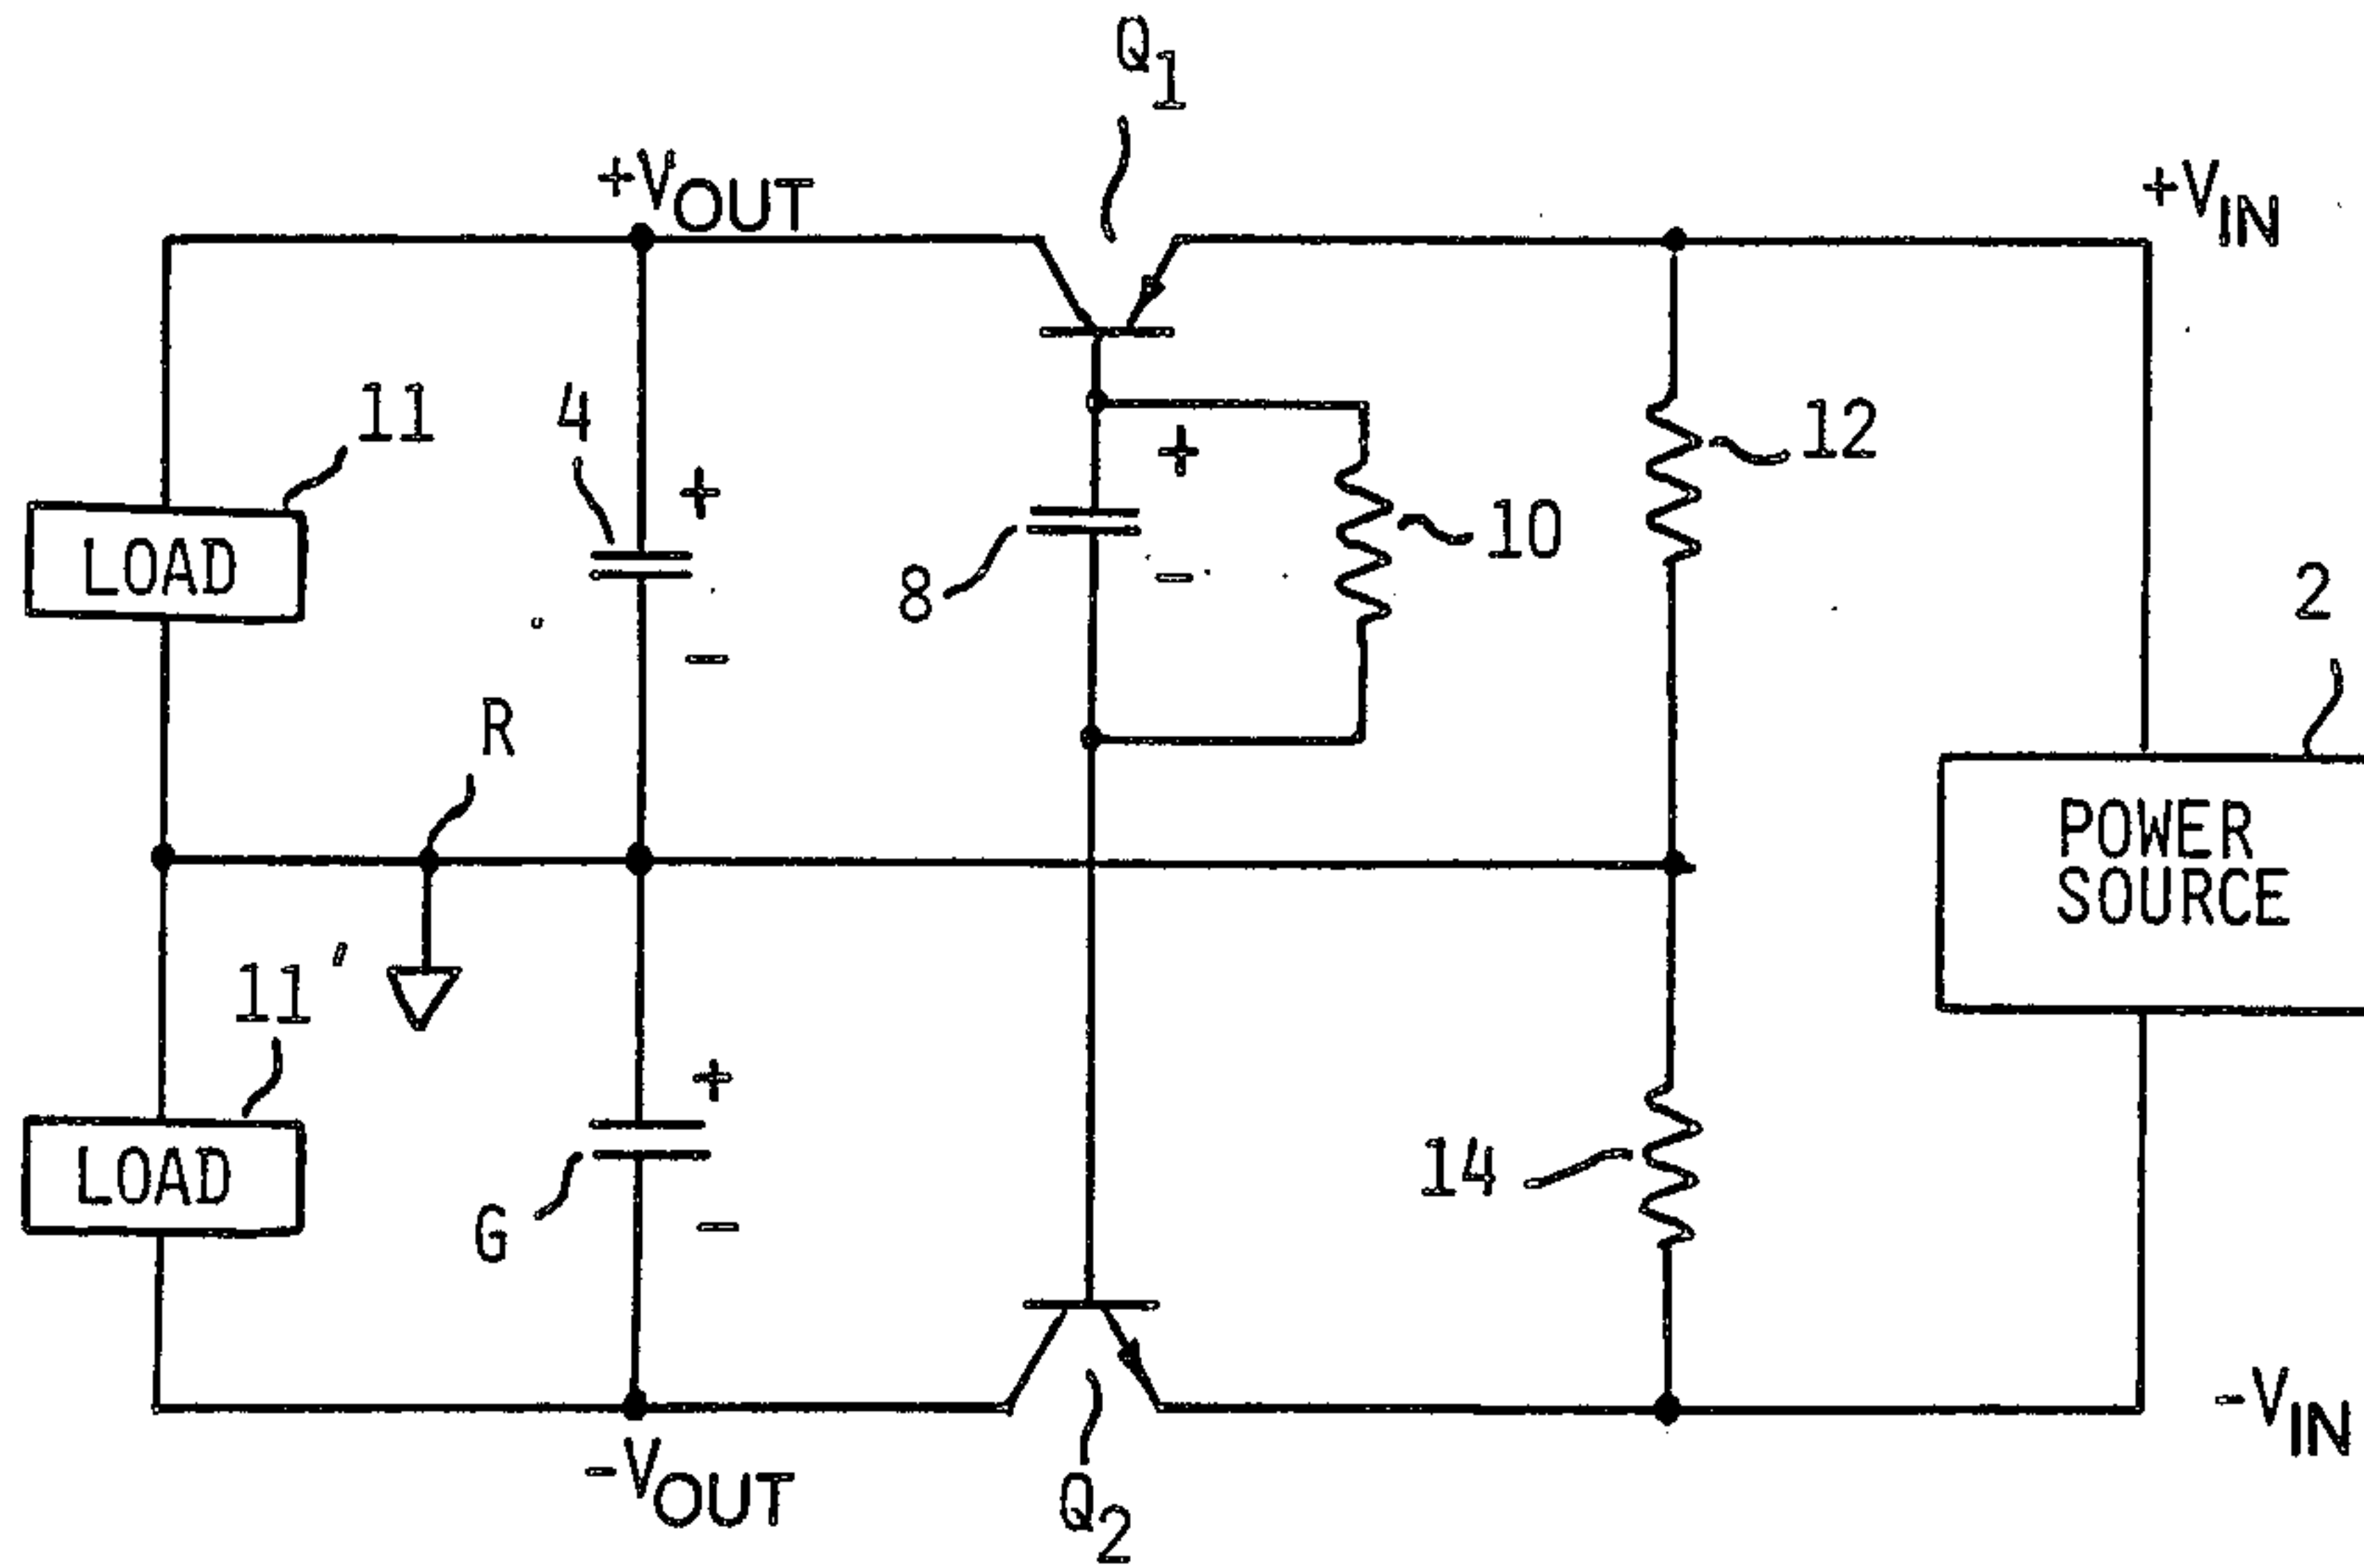 Q1
+VOUT
+VIN
11
4
+
12
+
10
LOAD
8
-
2
-
R
POWER
SOURCE
11'
+
14
LOAD
G
-
-VIN
-VOUT
Q2